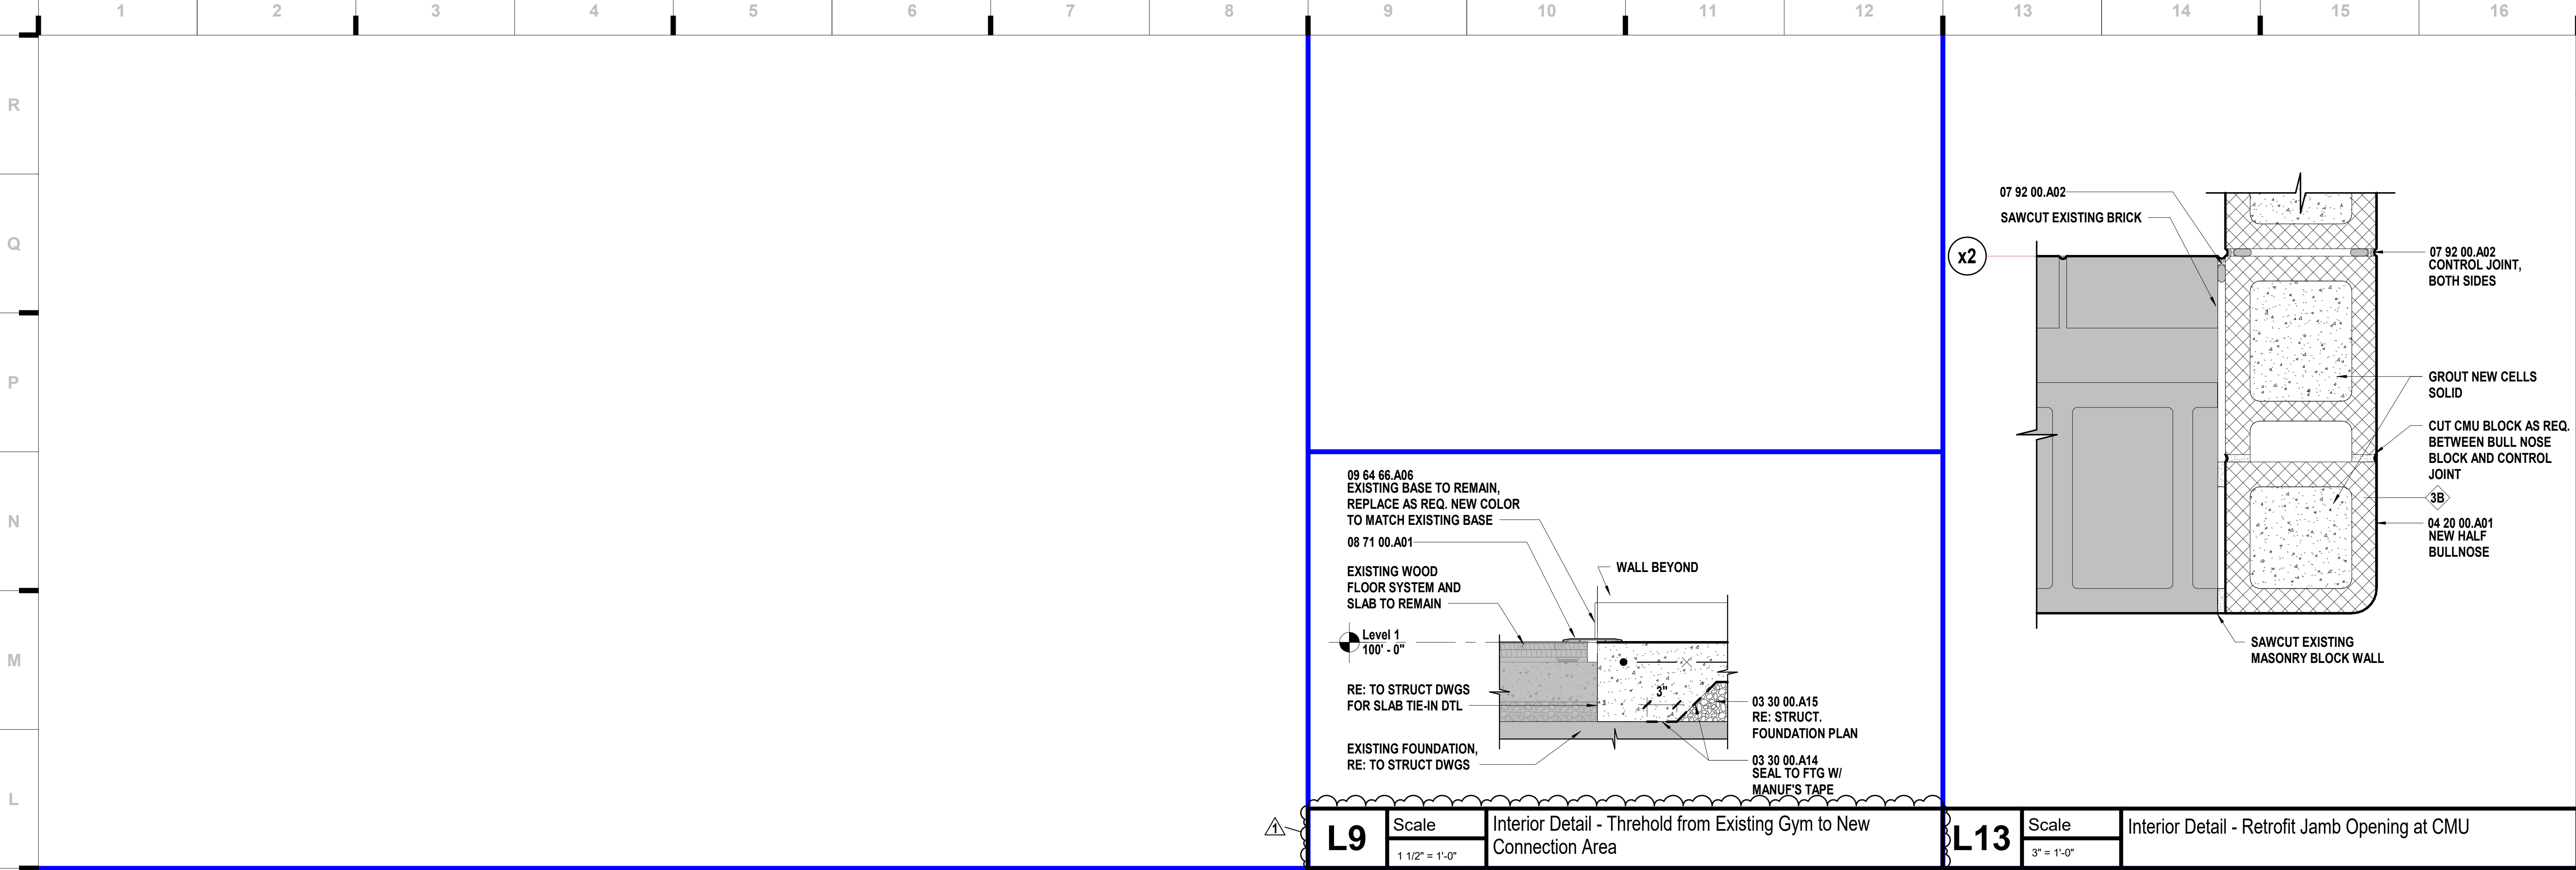 1 2 3 4 5 6 7 8 9 10 11 12 13 14 15 16
R
Q
P
N
M
L
09 64 66.A06
EXISTING BASE TO REMAIN,
REPLACE AS REQ. NEW COLOR
TO MATCH EXISTING BASE
08 71 00.A01
EXISTING WOOD
FLOOR SYSTEM AND
SLAB TO REMAIN
WALL BEYOND
Level 1
100' - 0"
RE: TO STRUCT DWGS
FOR SLAB TIE-IN DTL
3"
03 30 00.A15
RE: STRUCT.
FOUNDATION PLAN
EXISTING FOUNDATION,
RE: TO STRUCT DWGS
03 30 00.A14
SEAL TO FTG W/
MANUF'S TAPE
1
L9
Scale
1 1/2" = 1'-0"
Interior Detail - Threhold from Existing Gym to New
Connection Area
07 92 00.A02
SAWCUT EXISTING BRICK
x2
07 92 00.A02
CONTROL JOINT,
BOTH SIDES
GROUT NEW CELLS
SOLID
CUT CMU BLOCK AS REQ.
BETWEEN BULL NOSE
BLOCK AND CONTROL
JOINT
3B
04 20 00.A01
NEW HALF
BULLNOSE
SAWCUT EXISTING
MASONRY BLOCK WALL
L13
Scale
3" = 1'-0"
Interior Detail - Retrofit Jamb Opening at CMU